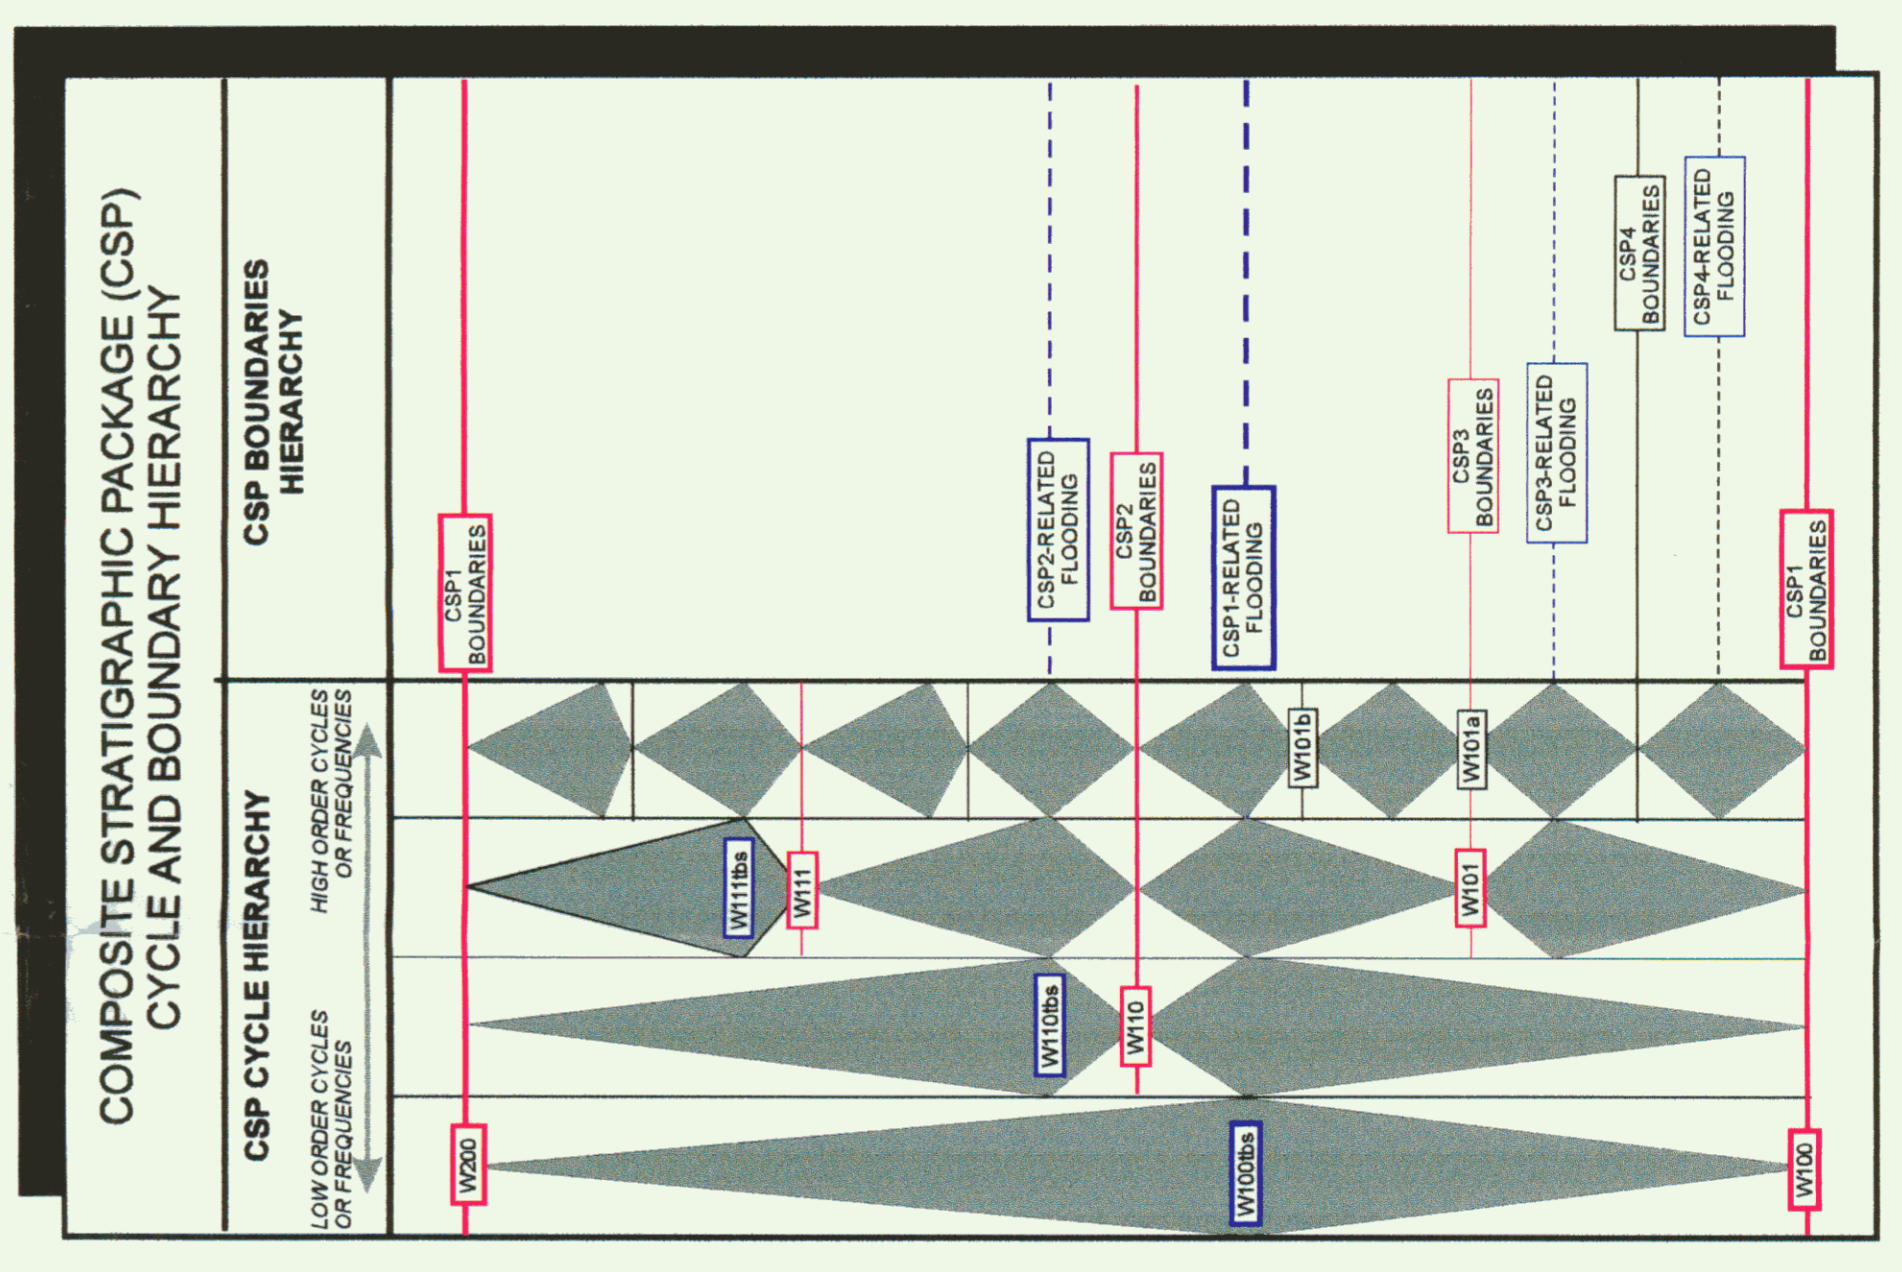 COMPOSITE STRATIGRAPHIC PACKAGE (CSP)
CYCLE AND BOUNDARY HIERARCHY
CSP CYCLE HIERARCHY
CSP BOUNDARIES
HIERARCHY
LOW ORDER CYCLES
OR FREQUENCIES
HIGH ORDER CYCLES
OR FREQUENCIES
W200
CSP1
BOUNDARIES
W111tbs
W111
W110tbs
CSP2-RELATED
FLOODING
W110
CSP2
BOUNDARIES
W100tbs
CSP1-RELATED
FLOODING
W101b
W101
W101a
CSP3
BOUNDARIES
CSP3-RELATED
FLOODING
CSP4
BOUNDARIES
CSP4-RELATED
FLOODING
W100
CSP1
BOUNDARIES